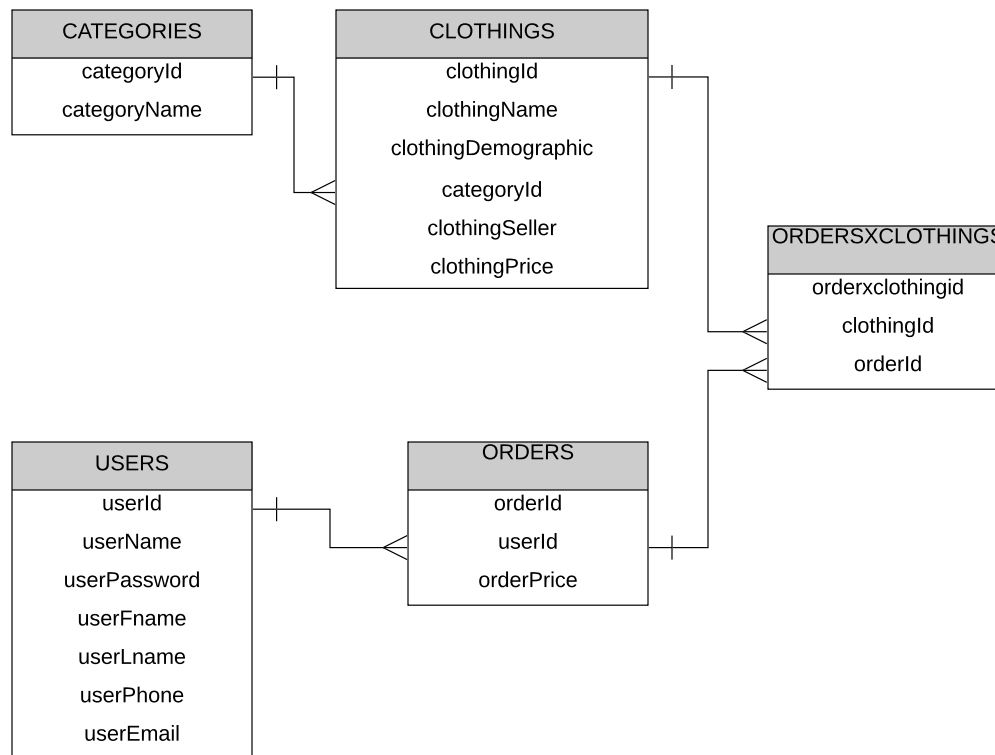 CATEGORIES
categoryId
categoryName
CLOTHINGS
clothingId
clothingName
clothingDemographic
categoryId
clothingSeller
clothingPrice
ORDERSXCLOTHINGS
orderxclothingid
clothingId
orderId
USERS
userId
userName
userPassword
userFname
userLname
userPhone
userEmail
ORDERS
orderId
userId
orderPrice